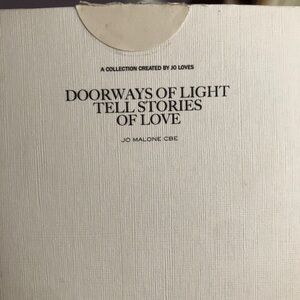 A COLLECTION CREATED BY JO LOVES
DOORWAYS OF LIGHT
TELL STORIES
OF LOVE
JO MALONE CBE